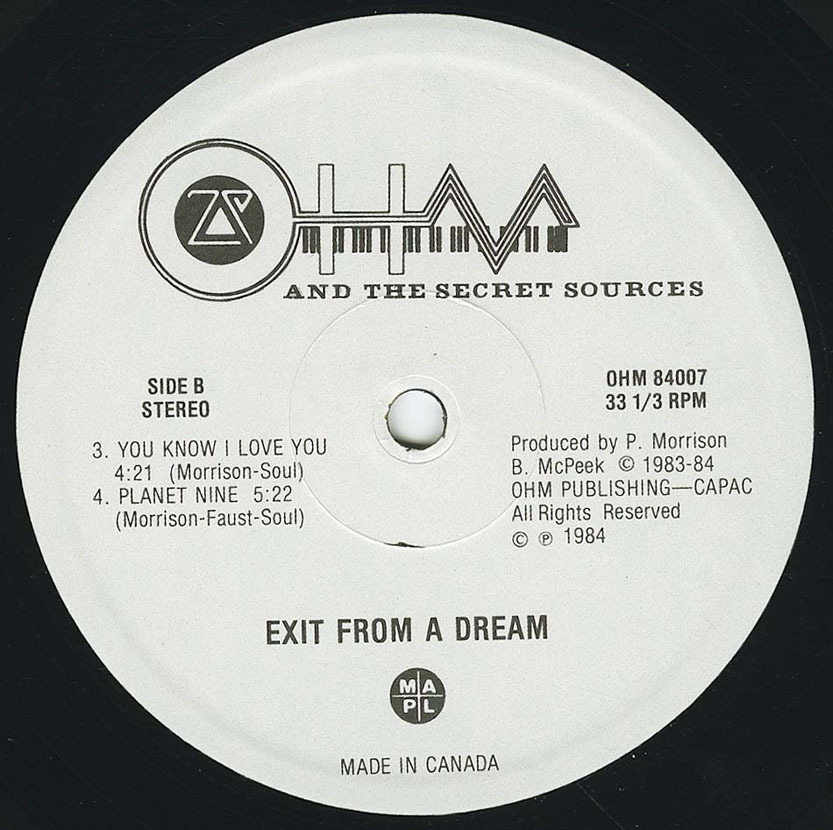 OHM
AND THE SECRET SOURCES
SIDE B
STEREO
OHM 84007
33 1/3 RPM
3. YOU KNOW I LOVE YOU
4:21 (Morrison-Soul)
4. PLANET NINE 5:22
(Morrison-Faust-Soul)
Produced by P. Morrison
B. McPeek © 1983-84
OHM PUBLISHING—CAPAC
All Rights Reserved
© ℗ 1984
EXIT FROM A DREAM
MA
PL
MADE IN CANADA